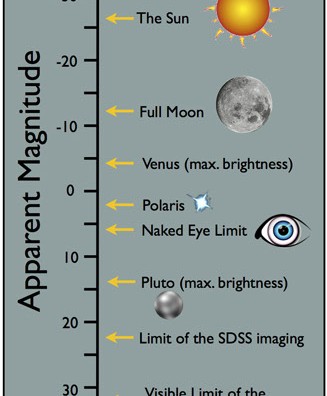 Apparent Magnitude
The Sun
-20
Full Moon
-10
Venus (max. brightness)
0
Polaris
Naked Eye Limit
10
Pluto (max. brightness)
20
Limit of the SDSS imaging
30
Visible Limit of the